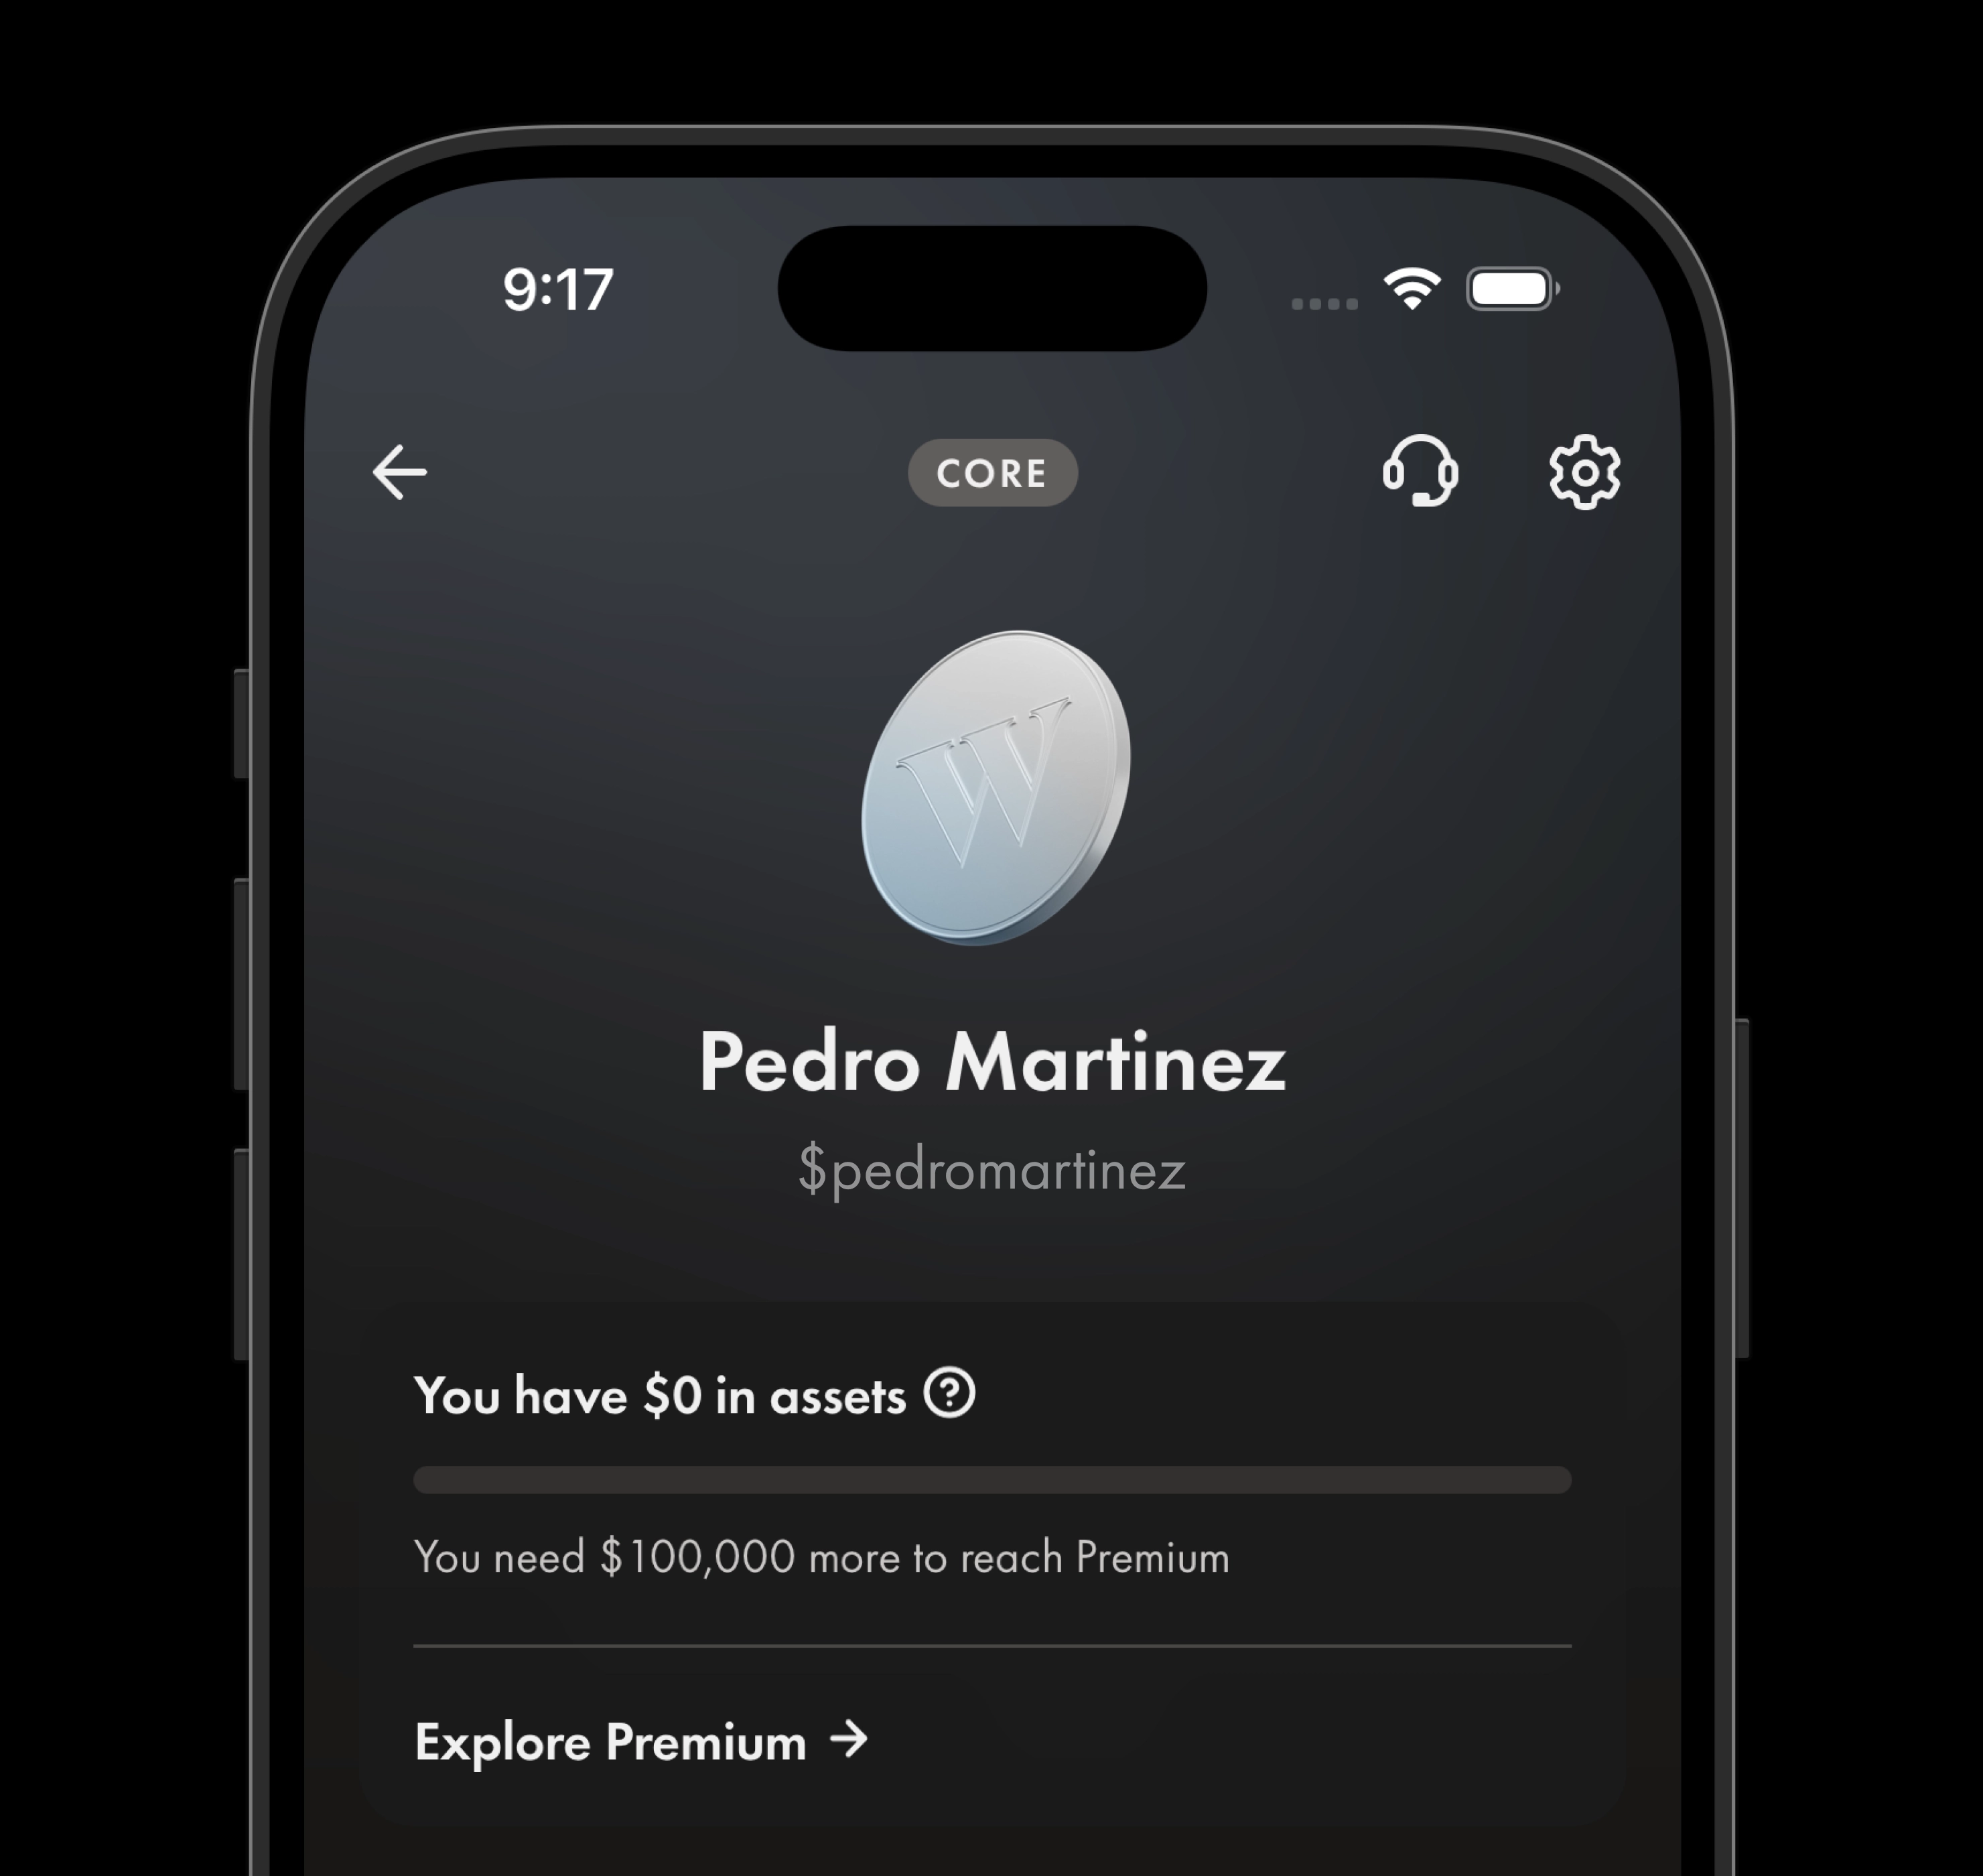 9:17
CORE
W
Pedro Martinez
$pedromartinez
You have $0 in assets
You need $100,000 more to reach Premium
Explore Premium →